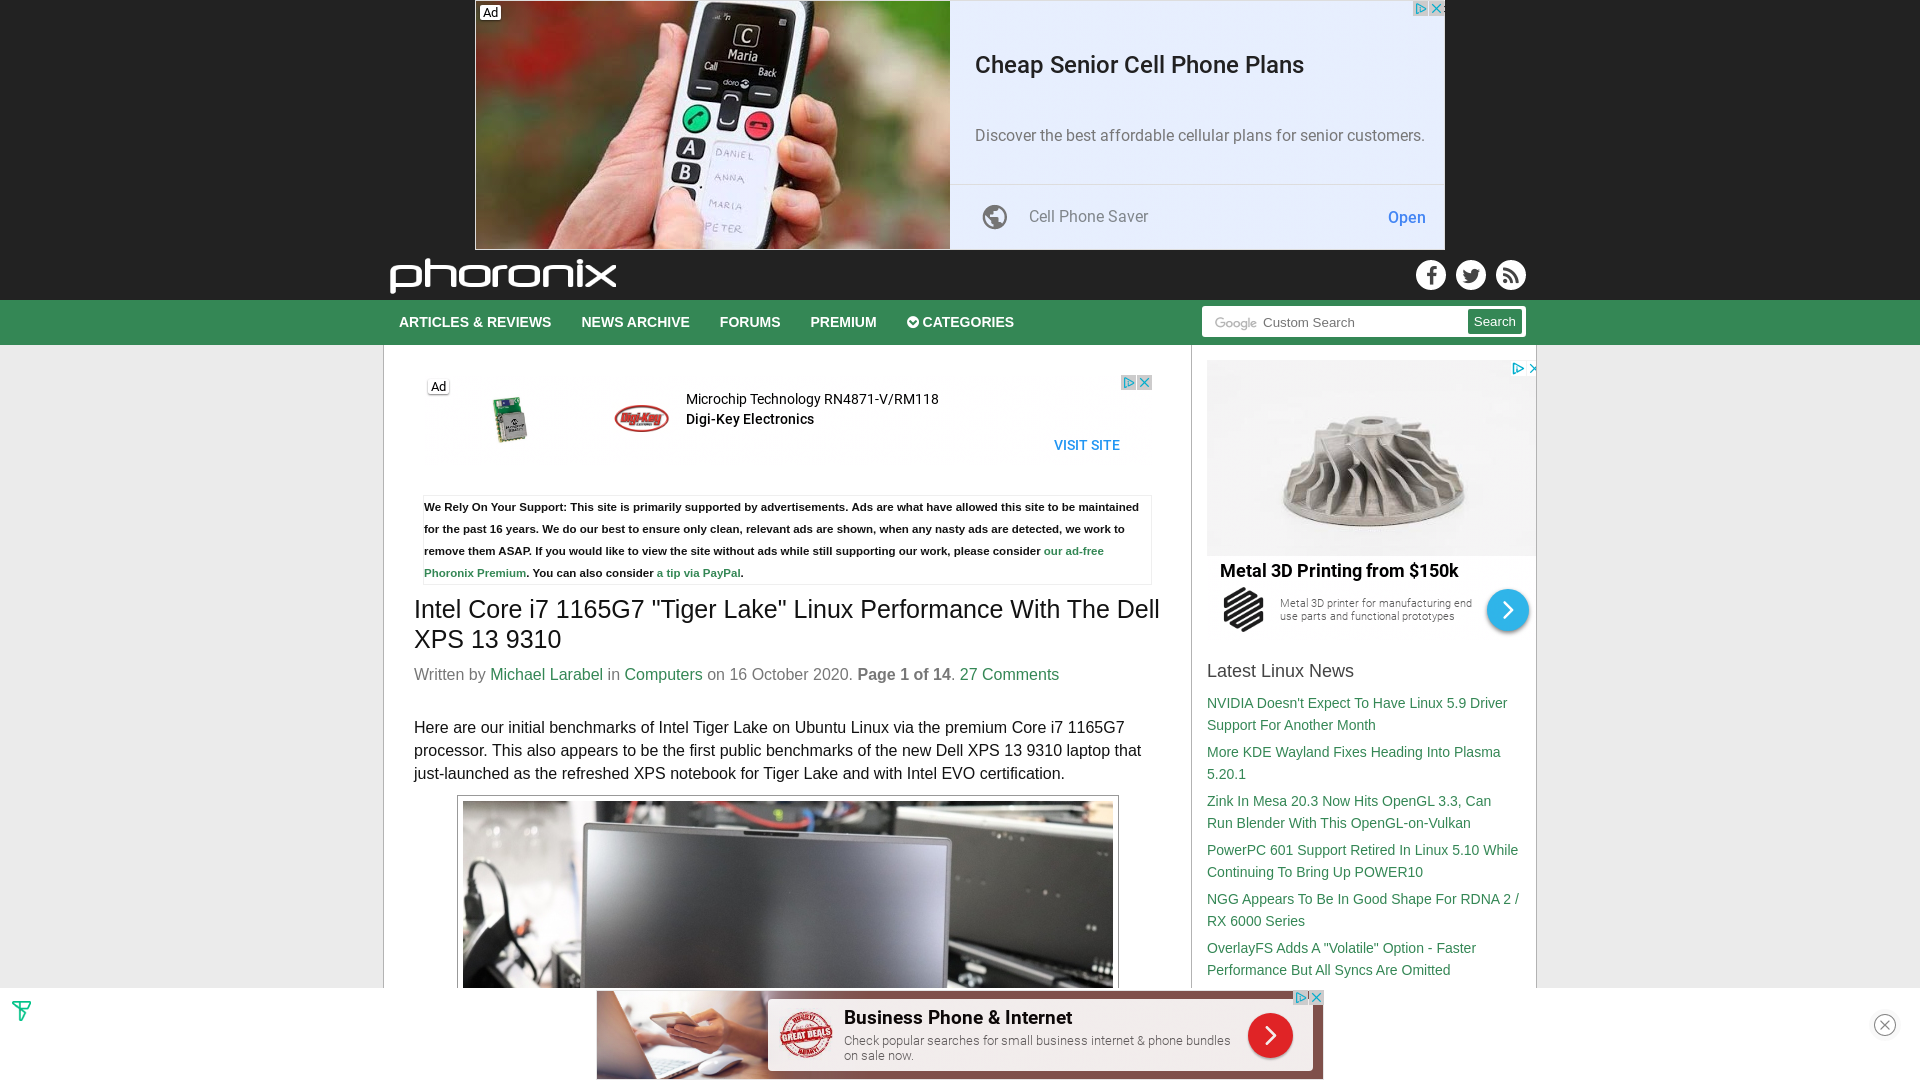 Ad
C
Maria
Call
Back
doro
A
B
DANIEL
ANNA
MARIA
PETER
Cheap Senior Cell Phone Plans
Discover the best affordable cellular plans for senior customers.
Cell Phone Saver
Open
phoronix
ARTICLES & REVIEWS
NEWS ARCHIVE
FORUMS
PREMIUM
CATEGORIES
Google Custom Search
Search
Ad
Digi-Key
Microchip Technology RN4871-V/RM118
Digi-Key Electronics
VISIT SITE
We Rely On Your Support: This site is primarily supported by advertisements. Ads are what have allowed this site to be maintained
for the past 16 years. We do our best to ensure only clean, relevant ads are shown, when any nasty ads are detected, we work to
remove them ASAP. If you would like to view the site without ads while still supporting our work, please consider our ad-free
Phoronix Premium. You can also consider a tip via PayPal.
Intel Core i7 1165G7 "Tiger Lake" Linux Performance With The Dell
XPS 13 9310
Written by Michael Larabel in Computers on 16 October 2020. Page 1 of 14. 27 Comments
Here are our initial benchmarks of Intel Tiger Lake on Ubuntu Linux via the premium Core i7 1165G7
processor. This also appears to be the first public benchmarks of the new Dell XPS 13 9310 laptop that
just-launched as the refreshed XPS notebook for Tiger Lake and with Intel EVO certification.
Metal 3D Printing from $150k
Metal 3D printer for manufacturing end
use parts and functional prototypes
Latest Linux News
NVIDIA Doesn't Expect To Have Linux 5.9 Driver
Support For Another Month
More KDE Wayland Fixes Heading Into Plasma
5.20.1
Zink In Mesa 20.3 Now Hits OpenGL 3.3, Can
Run Blender With This OpenGL-on-Vulkan
PowerPC 601 Support Retired In Linux 5.10 While
Continuing To Bring Up POWER10
NGG Appears To Be In Good Shape For RDNA 2 /
RX 6000 Series
OverlayFS Adds A "Volatile" Option - Faster
Performance But All Syncs Are Omitted
GREAT DEALS
Business Phone & Internet
Check popular searches for small business internet & phone bundles
on sale now.